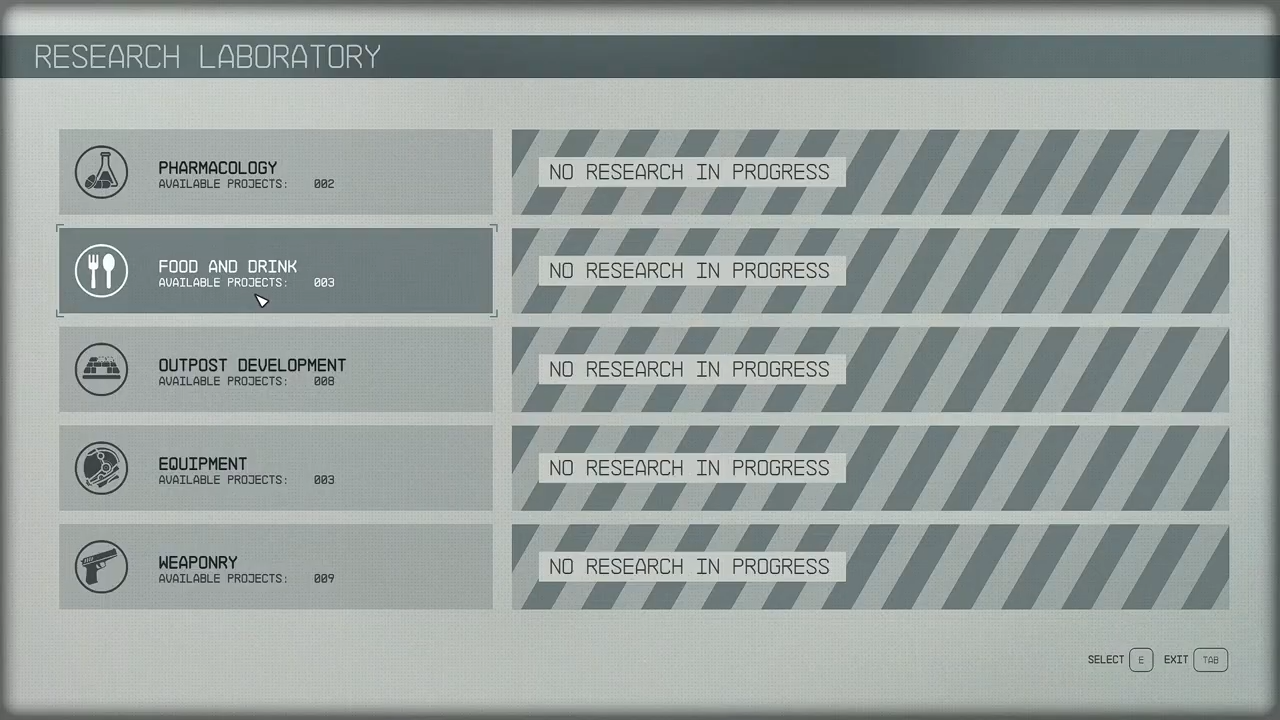 RESEARCH LABORATORY
PHARMACOLOGY
AVAILABLE PROJECTS: 002
NO RESEARCH IN PROGRESS
FOOD AND DRINK
AVAILABLE PROJECTS: 003
NO RESEARCH IN PROGRESS
OUTPOST DEVELOPMENT
AVAILABLE PROJECTS: 008
NO RESEARCH IN PROGRESS
EQUIPMENT
AVAILABLE PROJECTS: 003
NO RESEARCH IN PROGRESS
WEAPONRY
AVAILABLE PROJECTS: 009
NO RESEARCH IN PROGRESS
SELECT E EXIT TAB